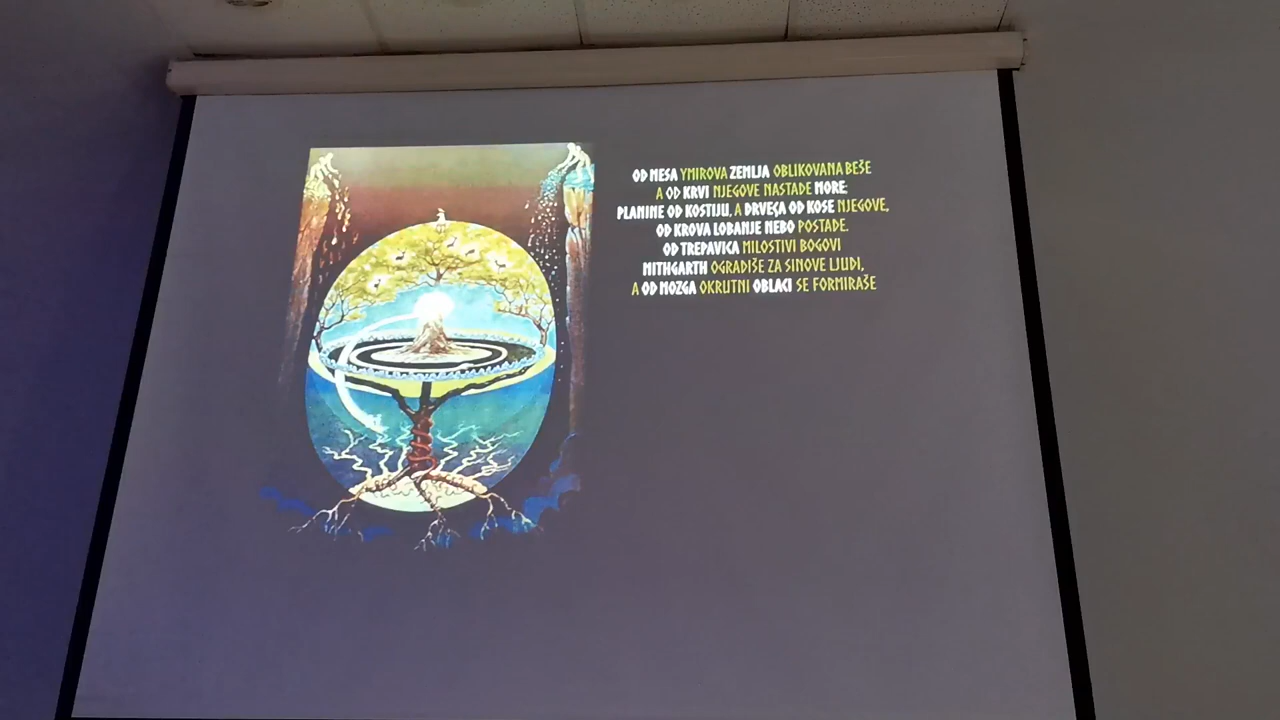 OD MESA YMIROVA ZEMLJA OBLIKOVANA BEŠE
A OD KRVI NJEGOVE NASTADE MORE;
PLANINE OD KOSTIJU, A DRVEĆA OD KOSE NJEGOVE,
OD KROVA LOBANJE NEBO POSTADE.
OD TREPAVICA MILOSTIVI BOGOVI
MITHGARTH OGRADIŠE ZA SINOVE LJUDI,
A OD MOZGA OKRUTNI OBLACI SE FORMIRAŠE